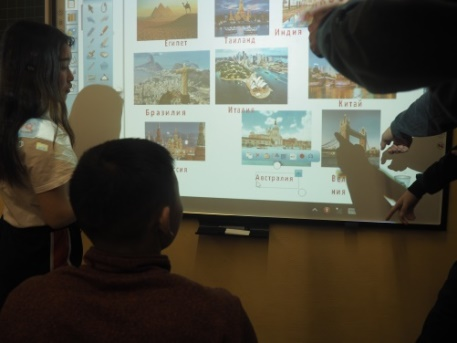 Египет
Таиланд
Индия
Бразилия
Италия
Китай
Австралия